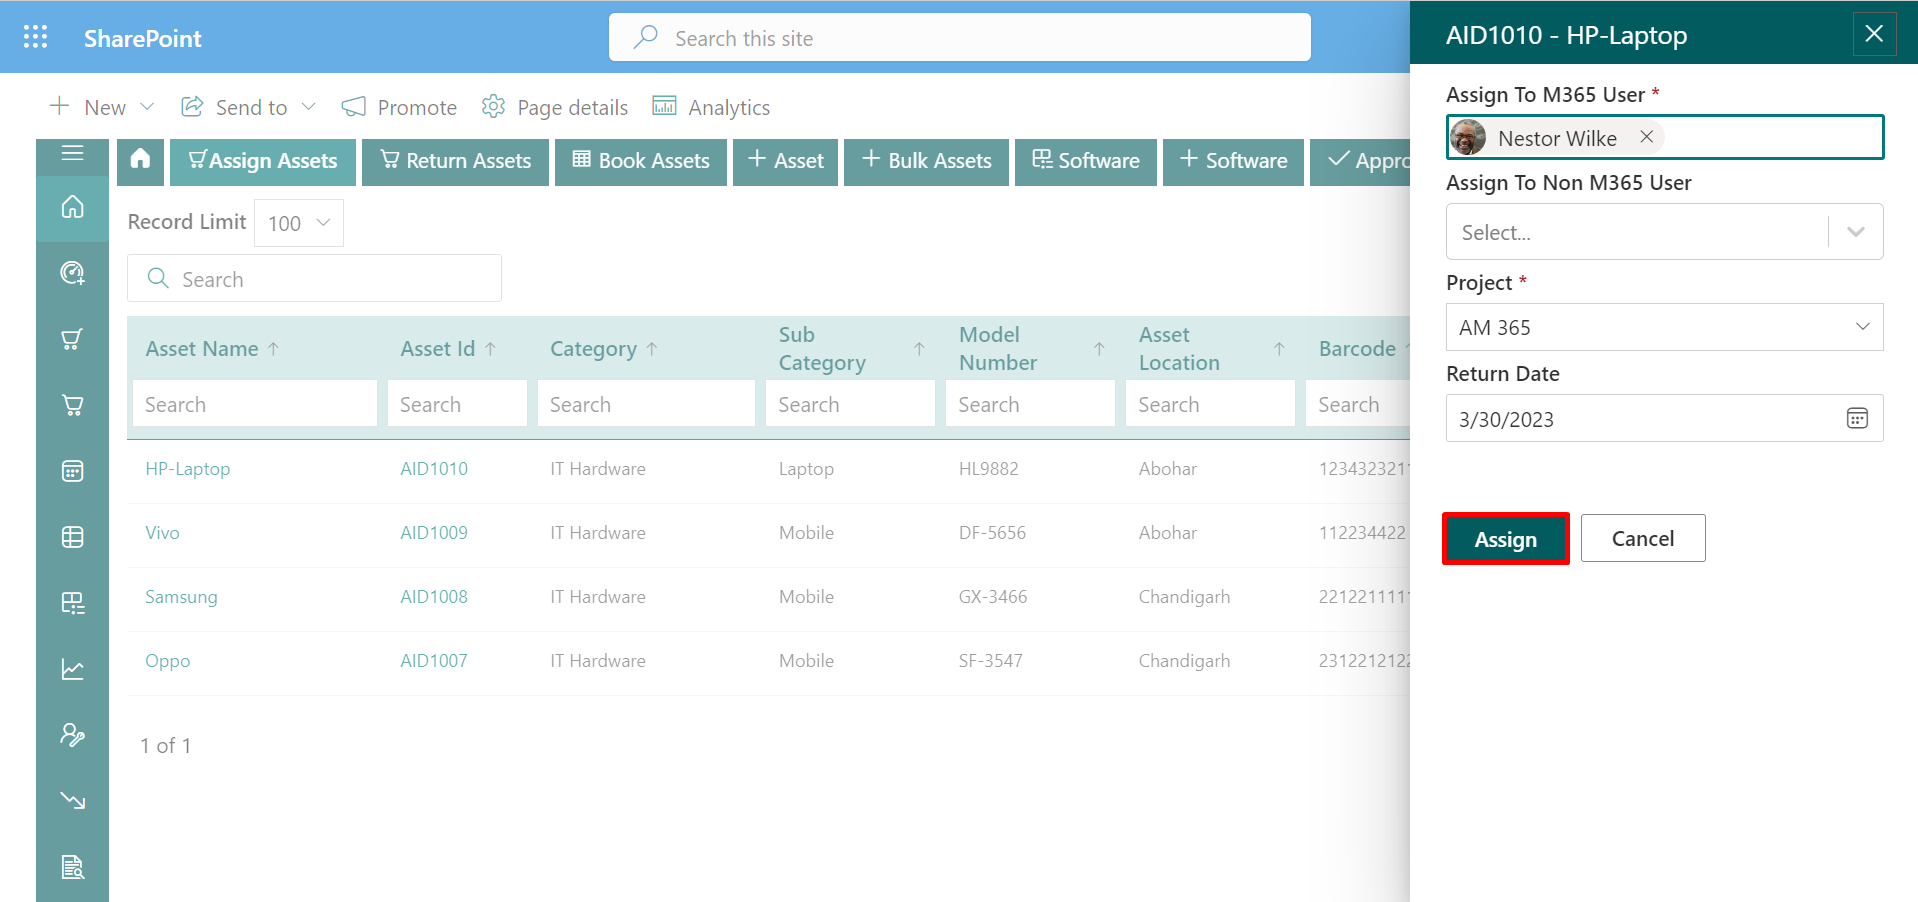 SharePoint
Search this site
New
Send to
Promote
Page details
Analytics
Assign Assets
Return Assets
Book Assets
Asset
Bulk Assets
Software
Software
Record Limit 100
Search
Asset Name
Asset Id
Category
Sub Category
Model Number
Asset Location
Barcode
Search Search Search Search Search Search Search
HP-Laptop AID1010 IT Hardware Laptop HL9882 Abohar
Vivo AID1009 IT Hardware Mobile DF-5656 Abohar 112234422
Samsung AID1008 IT Hardware Mobile GX-3466 Chandigarh
Oppo AID1007 IT Hardware Mobile SF-3547 Chandigarh
1 of 1
AID1010 - HP-Laptop
Assign To M365 User *
Nestor Wilke
Assign To Non M365 User
Select...
Project *
AM 365
Return Date
3/30/2023
Assign
Cancel